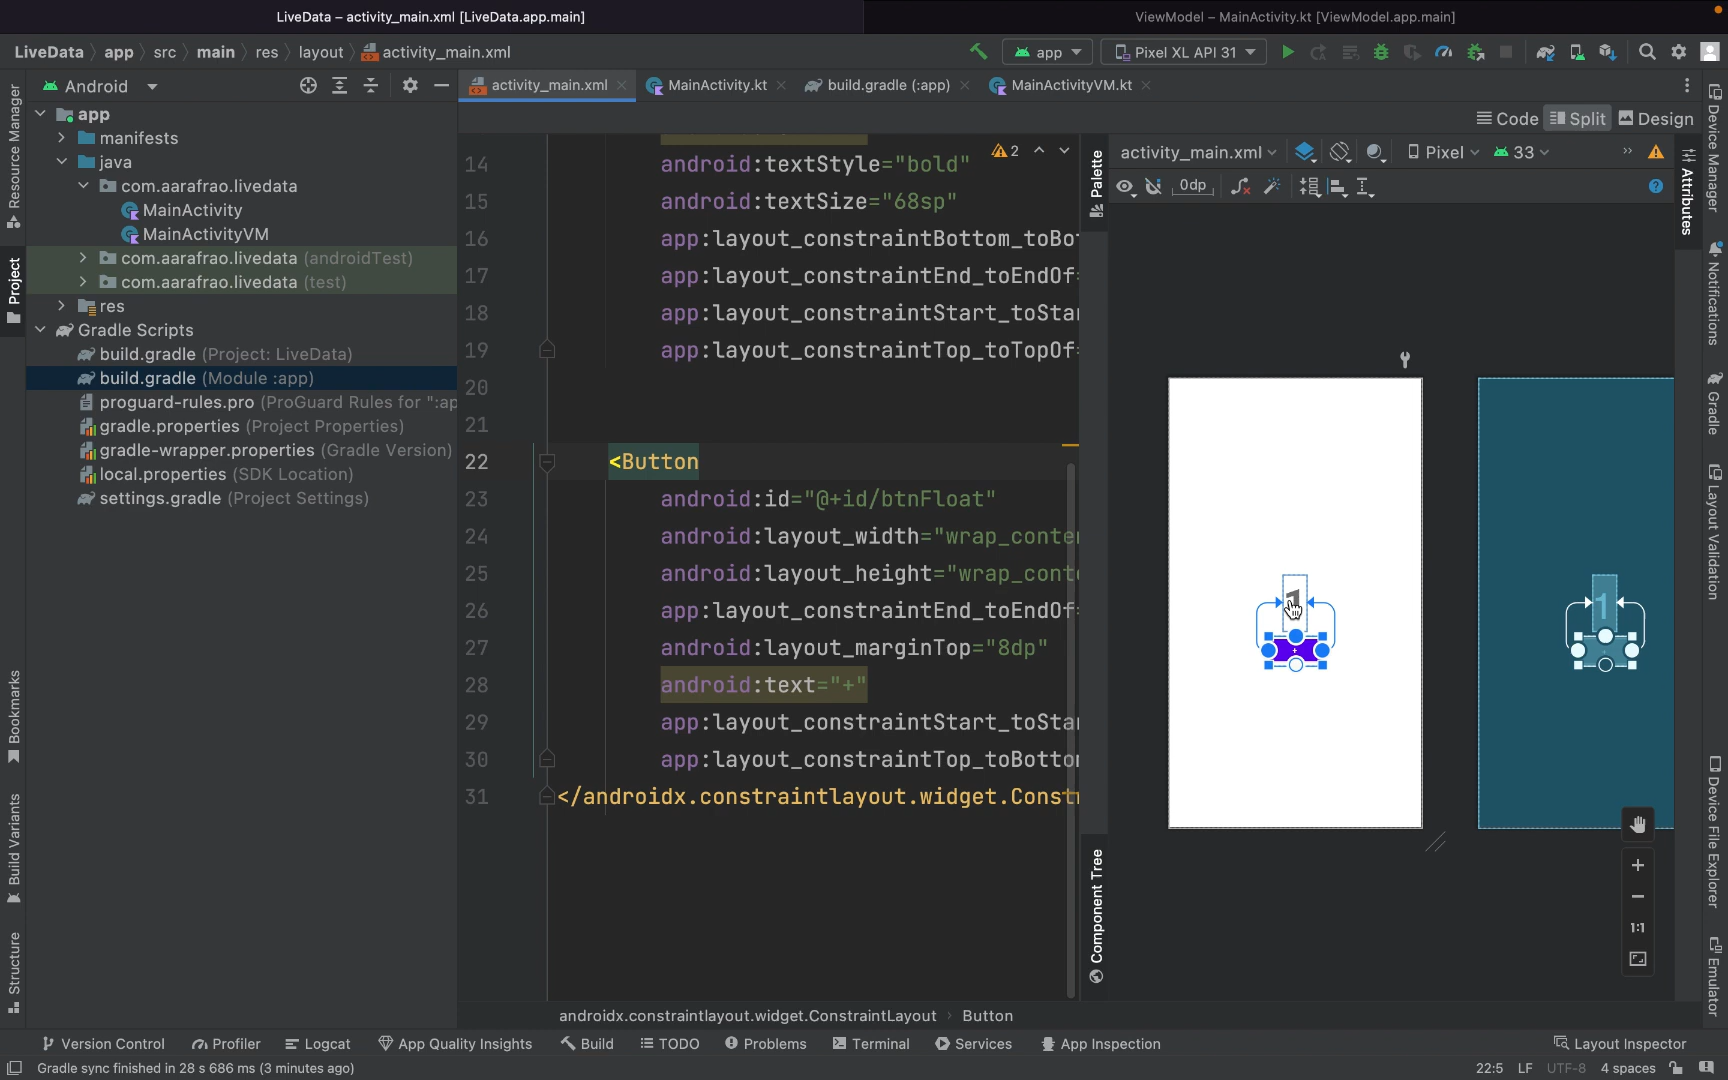 LiveData – activity_main.xml [LiveData.app.main]
ViewModel – MainActivity.kt [ViewModel.app.main]
LiveData app src main res layout activity_main.xml
app
Pixel XL API 31
Android
activity_main.xml
MainActivity.kt
build.gradle (:app)
MainActivityVM.kt
Code
Split
Design
Resource Manager
Project
Bookmarks
Build Variants
Structure
app
manifests
java
com.aarafrao.livedata
MainActivity
MainActivityVM
com.aarafrao.livedata (androidTest)
com.aarafrao.livedata (test)
res
Gradle Scripts
build.gradle (Project: LiveData)
build.gradle (Module :app)
proguard-rules.pro (ProGuard Rules for ":ap
gradle.properties (Project Properties)
gradle-wrapper.properties (Gradle Version)
local.properties (SDK Location)
settings.gradle (Project Settings)
2
14 android:textStyle="bold"
15 android:textSize="68sp"
16 app:layout_constraintBottom_toBo
17 app:layout_constraintEnd_toEndOf=
18 app:layout_constraintStart_toSta
19 app:layout_constraintTop_toTopOf=
20
21
22 <Button
23 android:id="@+id/btnFloat"
24 android:layout_width="wrap_conte
25 android:layout_height="wrap_cont
26 app:layout_constraintEnd_toEndOf=
27 android:layout_marginTop="8dp"
28 android:text="+"
29 app:layout_constraintStart_toSta
30 app:layout_constraintTop_toBotto
31 </androidx.constraintlayout.widget.Const
Palette
Component Tree
activity_main.xml
Pixel
33
0dp
1
+
1
1:1
Attributes
Device Manager
Notifications
Gradle
Layout Validation
Device File Explorer
Emulator
androidx.constraintlayout.widget.ConstraintLayout Button
Version Control
Profiler
Logcat
App Quality Insights
Build
TODO
Problems
Terminal
Services
App Inspection
Layout Inspector
Gradle sync finished in 28 s 686 ms (3 minutes ago)
22:5 LF UTF-8 4 spaces